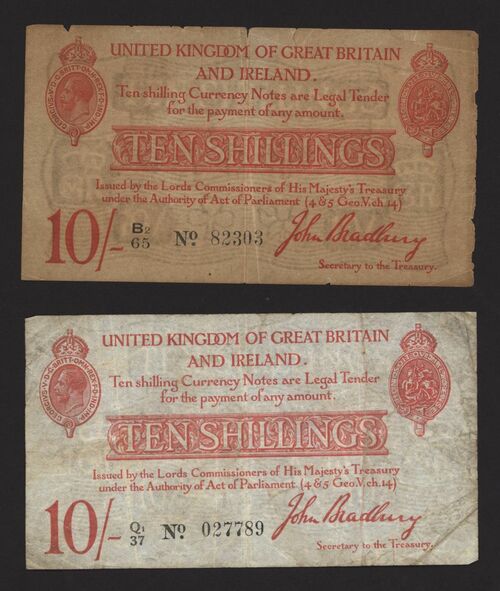 UNITED KINGDOM OF GREAT BRITAIN
AND IRELAND.
Ten shilling Currency Notes are Legal Tender
for the payment of any amount.
TEN SHILLINGS
Issued by the Lords Commissioners of His Majesty's Treasury
under the Authority of Act of Parliament (4 & 5 Geo.V. ch.14)
10/- B2/65 No. 82303 John Bradbury
Secretary to the Treasury.
UNITED KINGDOM OF GREAT BRITAIN
AND IRELAND.
Ten shilling Currency Notes are Legal Tender
for the payment of any amount.
TEN SHILLINGS
Issued by the Lords Commissioners of His Majesty's Treasury
under the Authority of Act of Parliament (4 & 5 Geo.V. ch.14)
10/- Q1/37 No. 027789 John Bradbury
Secretary to the Treasury.